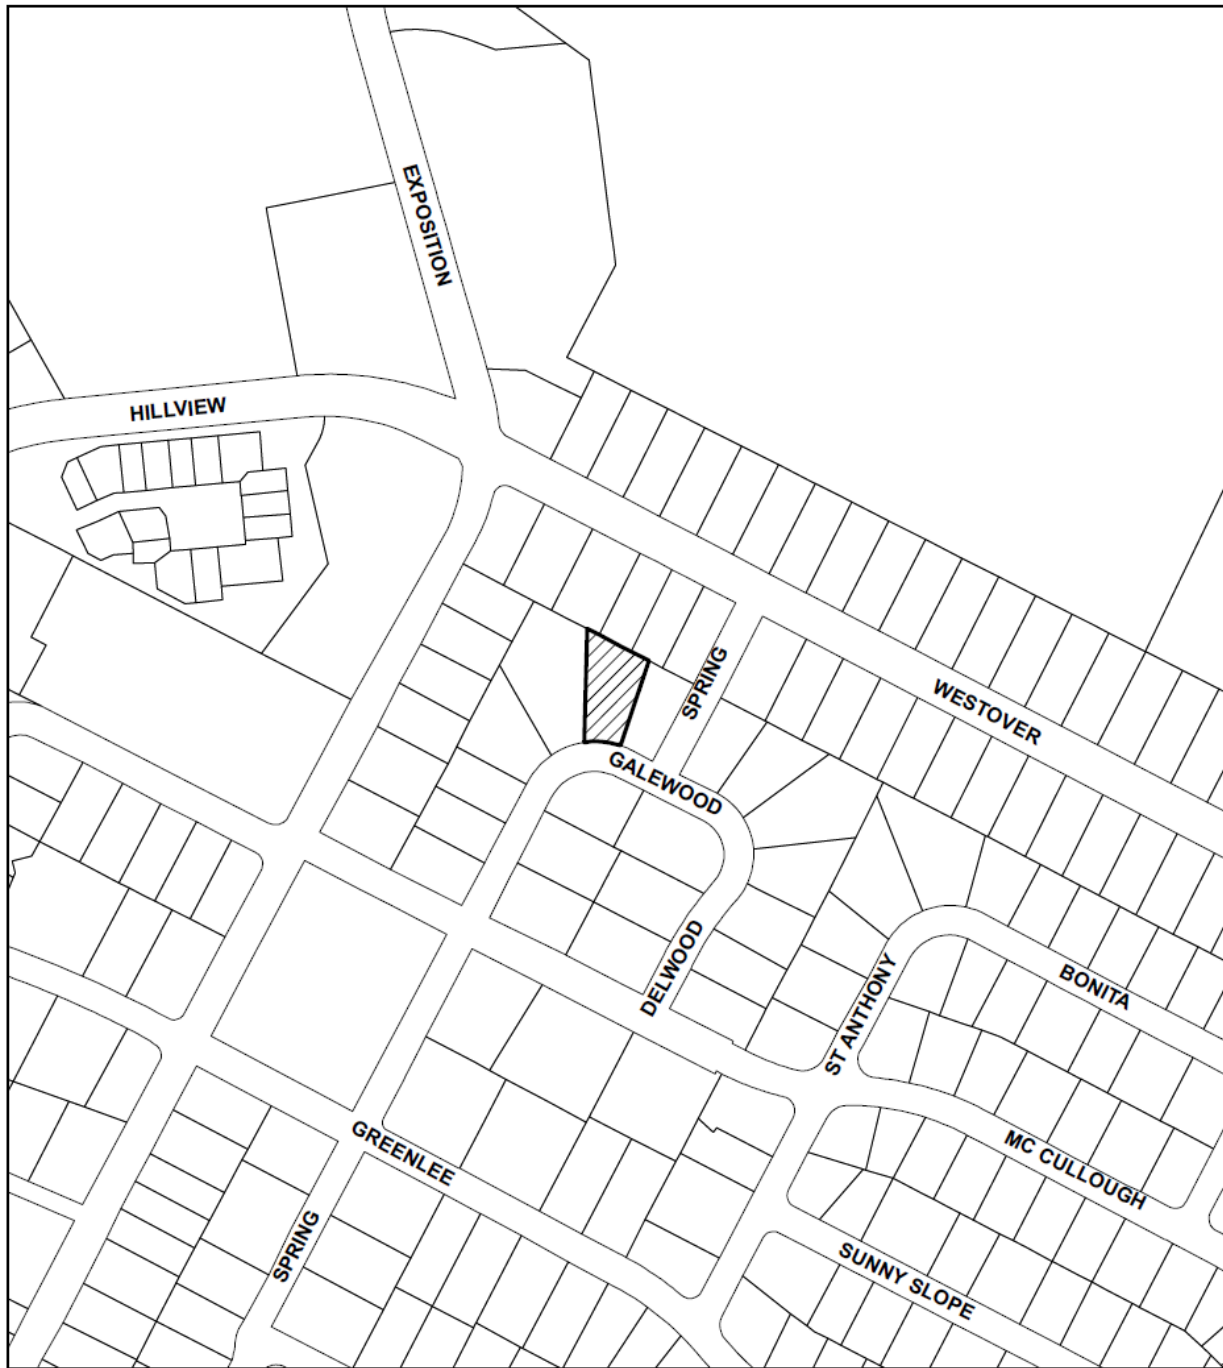 EXPOSITION
HILLVIEW
SPRING
WESTOVER
GALEWOOD
DELWOOD
ST ANTHONY
BONITA
GREENLEE
MC CULLOUGH
SPRING
SUNNY SLOPE